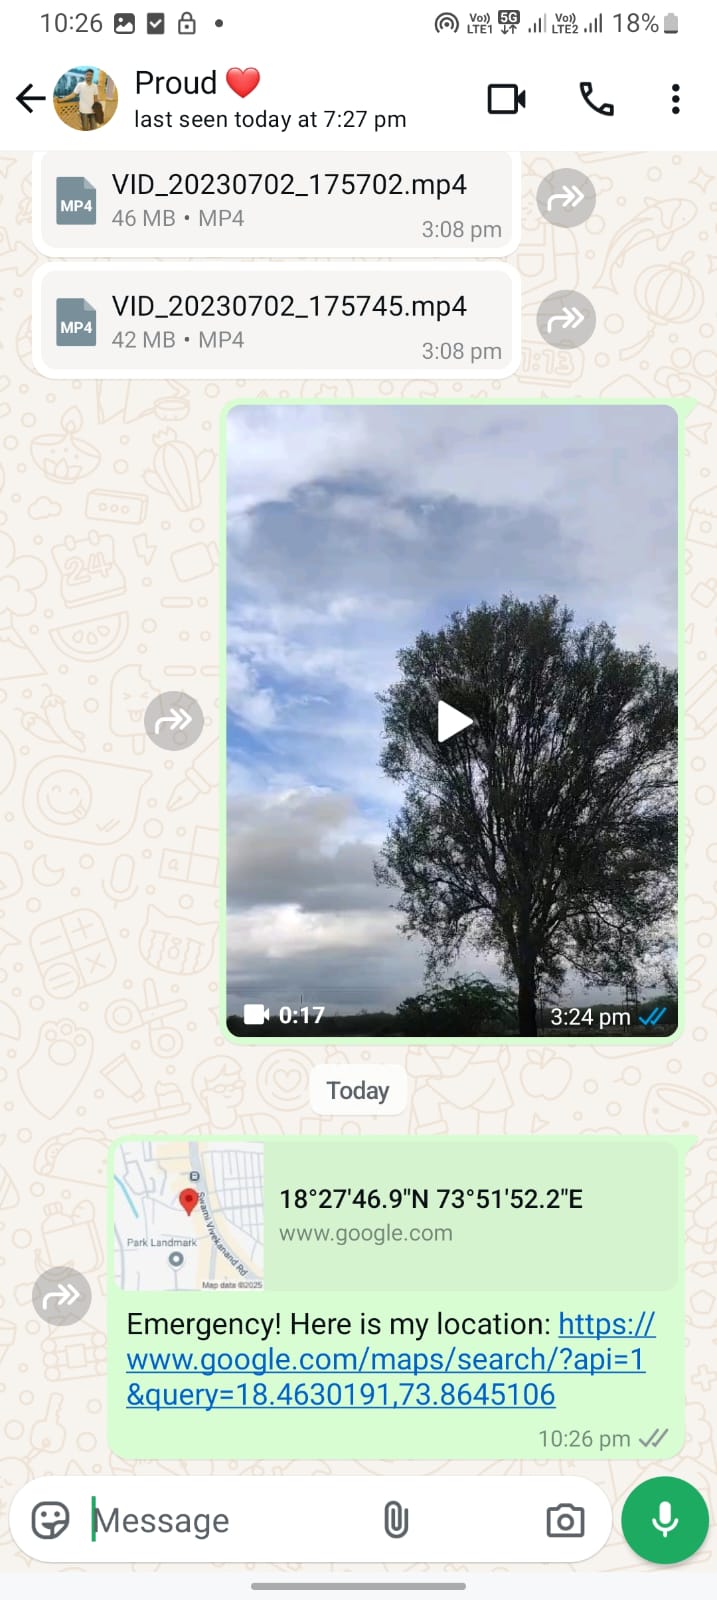 10:26 Vo)) LTE1 5G Vo)) LTE2 18%
Proud ❤️
last seen today at 7:27 pm
VID_20230702_175702.mp4
MP4
46 MB • MP4
3:08 pm
VID_20230702_175745.mp4
MP4
42 MB • MP4
3:08 pm
0:17
3:24 pm
Today
18°27'46.9"N 73°51'52.2"E
www.google.com
Swami Vivekanand Rd
Park Landmark
Map data ©2025
Emergency! Here is my location: https://
www.google.com/maps/search/?api=1
&query=18.4630191,73.8645106
10:26 pm
Message